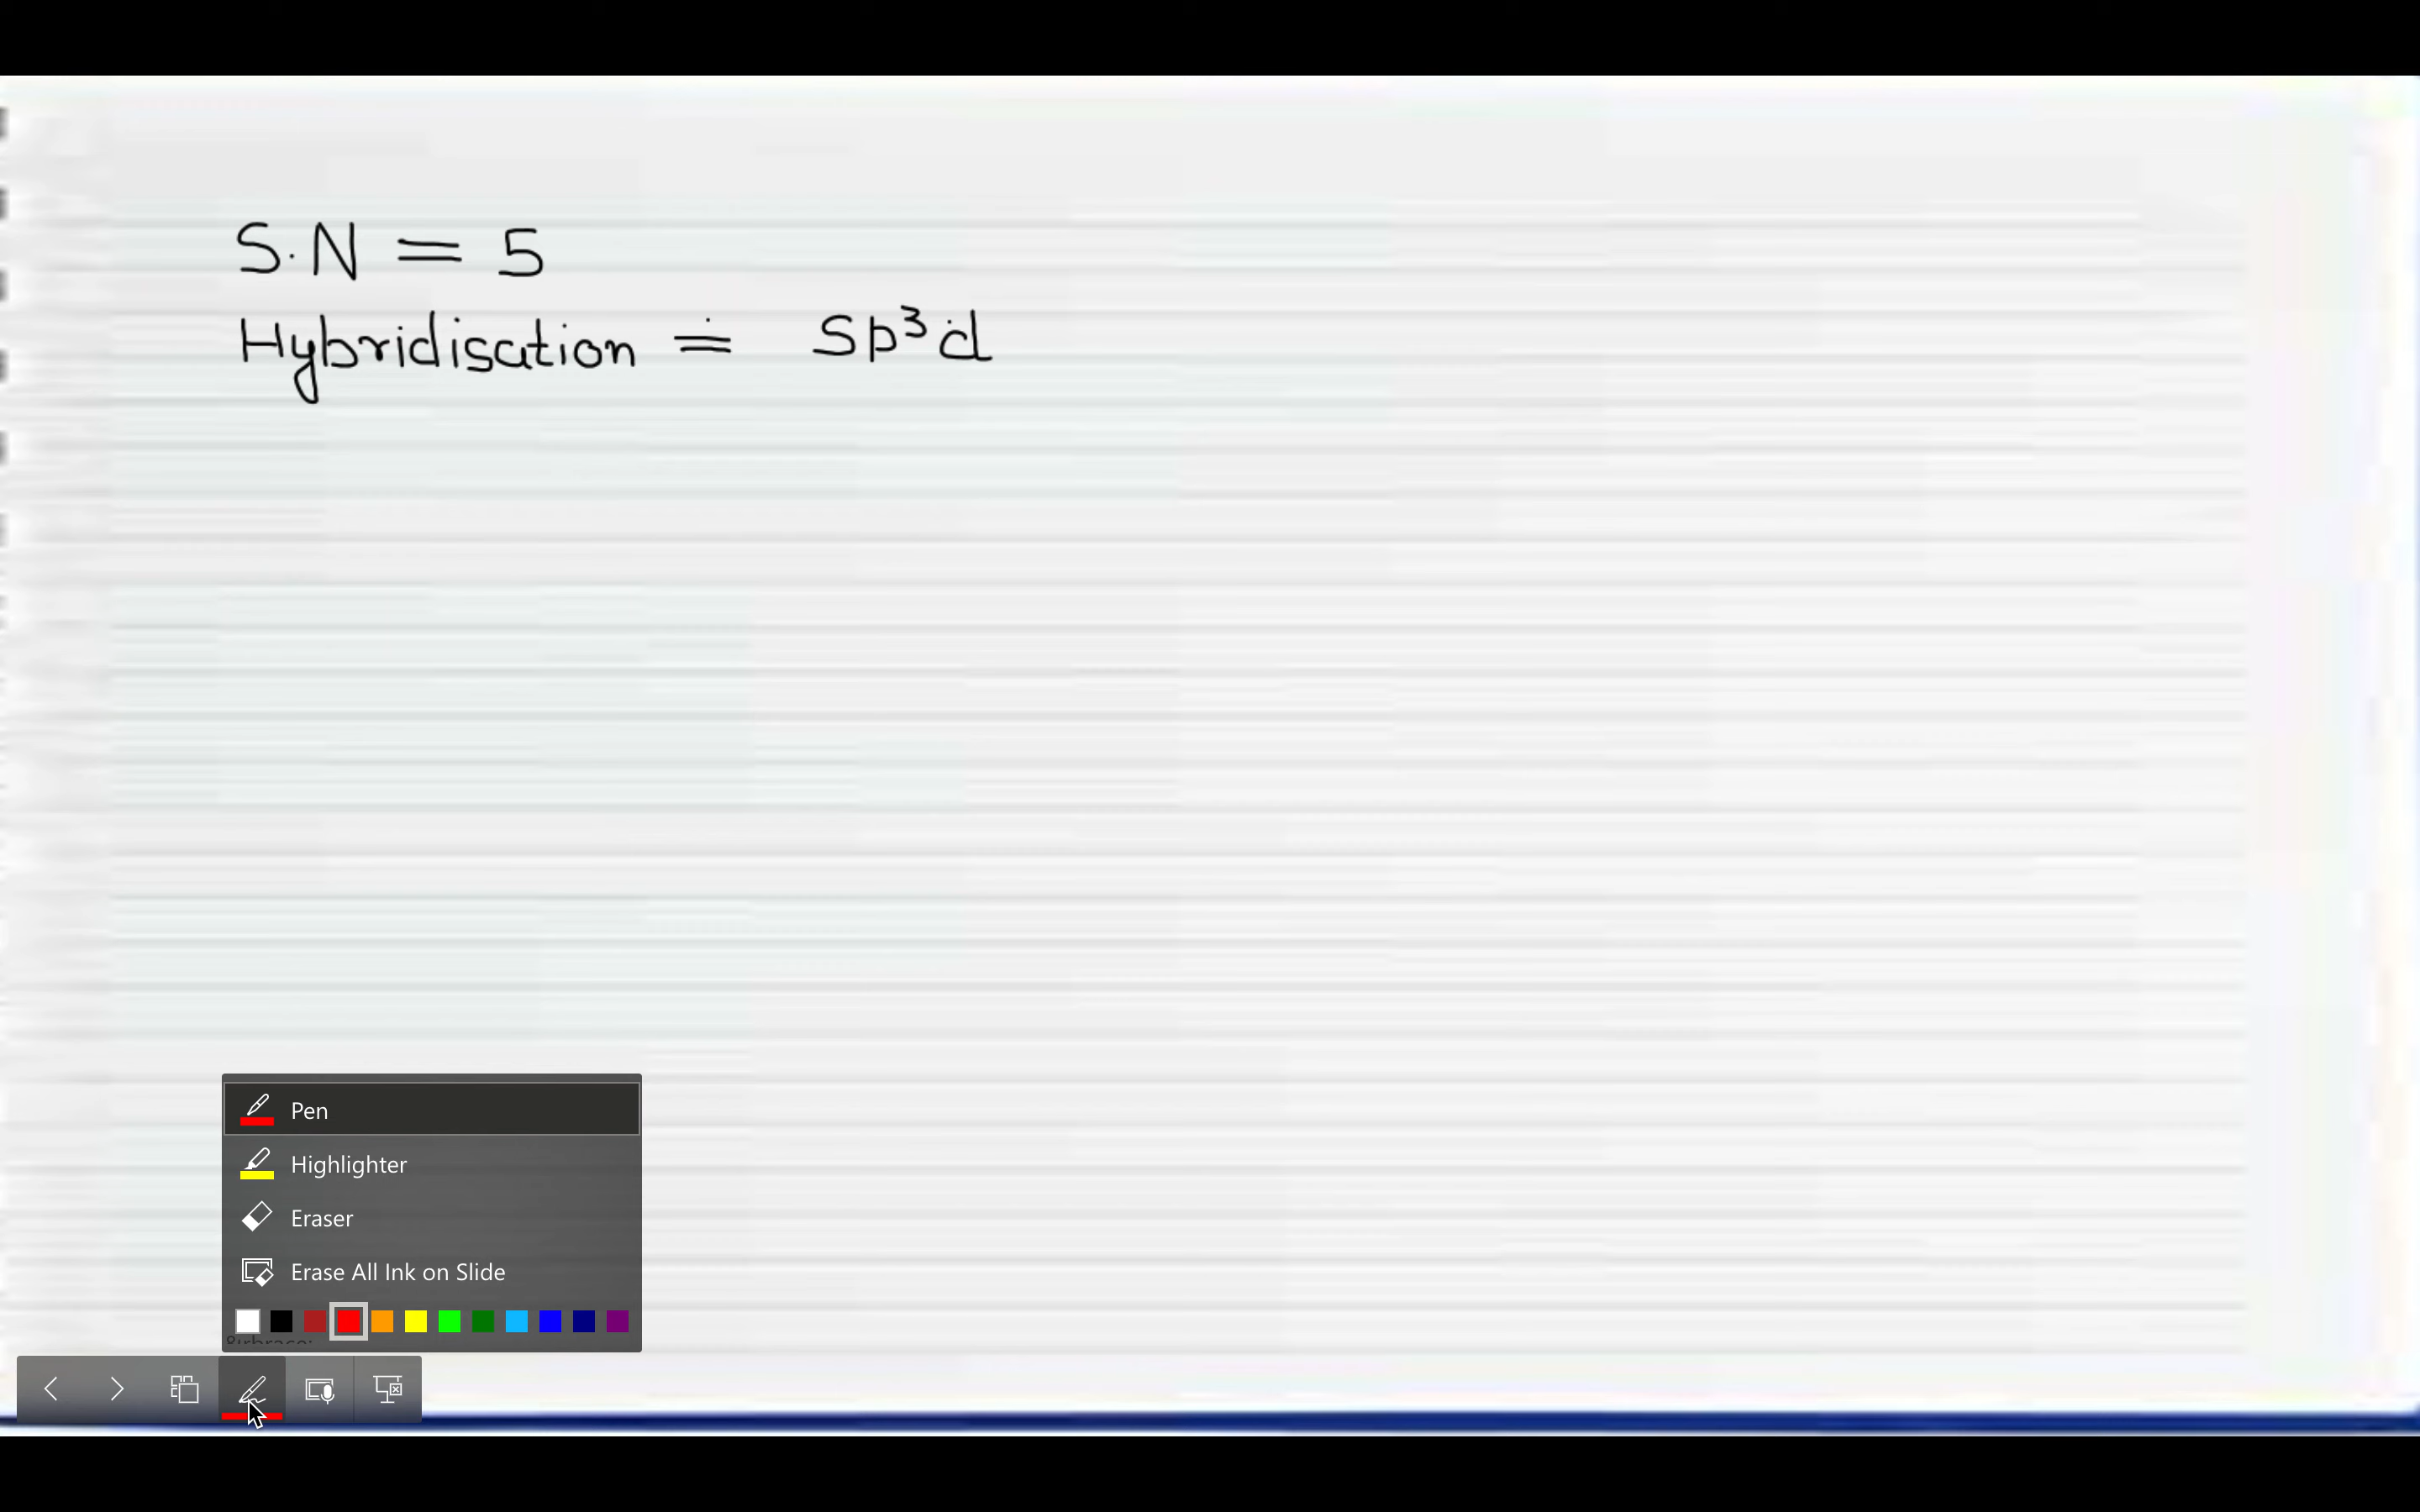 S.N = 5
Hybridisation = Sp³d
Pen
Highlighter
Eraser
Erase All Ink on Slide